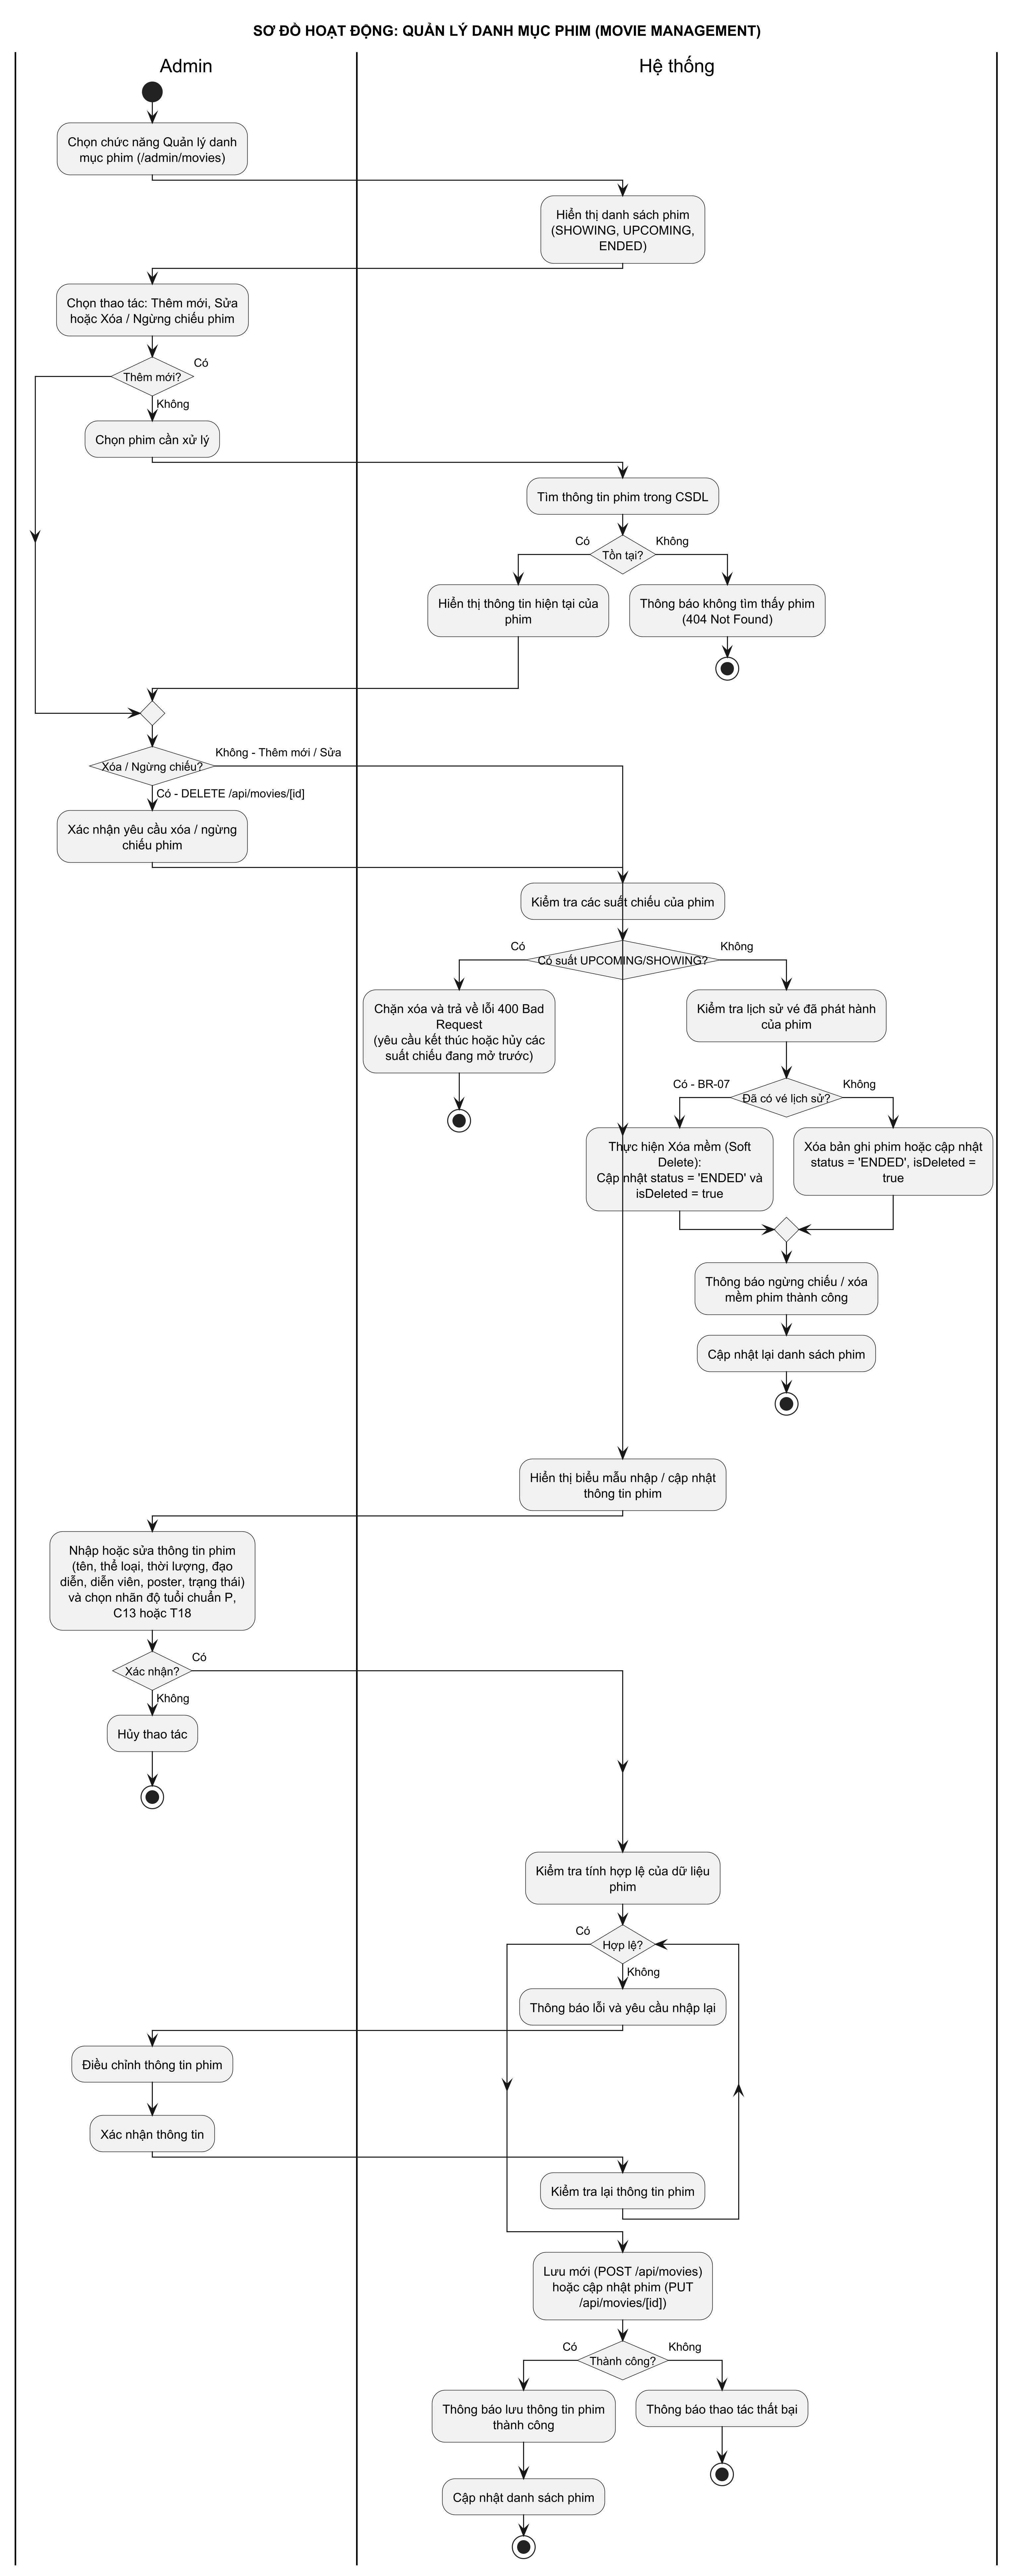 SƠ ĐỒ HOẠT ĐỘNG: QUẢN LÝ DANH MỤC PHIM (MOVIE MANAGEMENT)
Admin
Hệ thống
Chọn chức năng Quản lý danh
mục phim (/admin/movies)
Hiển thị danh sách phim
(SHOWING, UPCOMING,
ENDED)
Chọn thao tác: Thêm mới, Sửa
hoặc Xóa / Ngừng chiếu phim
Thêm mới?
Có
Không
Chọn phim cần xử lý
Tìm thông tin phim trong CSDL
Có
Tồn tại?
Không
Hiển thị thông tin hiện tại của
phim
Thông báo không tìm thấy phim
(404 Not Found)
Xóa / Ngừng chiếu?
Không - Thêm mới / Sửa
Có - DELETE /api/movies/[id]
Xác nhận yêu cầu xóa / ngừng
chiếu phim
Kiểm tra các suất chiếu của phim
Có
Có suất UPCOMING/SHOWING?
Không
Chặn xóa và trả về lỗi 400 Bad
Request
(yêu cầu kết thúc hoặc hủy các
suất chiếu đang mở trước)
Kiểm tra lịch sử vé đã phát hành
của phim
Có - BR-07
Đã có vé lịch sử?
Không
Thực hiện Xóa mềm (Soft
Delete):
Cập nhật status = 'ENDED' và
isDeleted = true
Xóa bản ghi phim hoặc cập nhật
status = 'ENDED', isDeleted =
true
Thông báo ngừng chiếu / xóa
mềm phim thành công
Cập nhật lại danh sách phim
Hiển thị biểu mẫu nhập / cập nhật
thông tin phim
Nhập hoặc sửa thông tin phim
(tên, thể loại, thời lượng, đạo
diễn, diễn viên, poster, trạng thái)
và chọn nhãn độ tuổi chuẩn P,
C13 hoặc T18
Xác nhận?
Có
Không
Hủy thao tác
Kiểm tra tính hợp lệ của dữ liệu
phim
Có
Hợp lệ?
Không
Thông báo lỗi và yêu cầu nhập lại
Điều chỉnh thông tin phim
Xác nhận thông tin
Kiểm tra lại thông tin phim
Lưu mới (POST /api/movies)
hoặc cập nhật phim (PUT
/api/movies/[id])
Có
Thành công?
Không
Thông báo lưu thông tin phim
thành công
Thông báo thao tác thất bại
Cập nhật danh sách phim